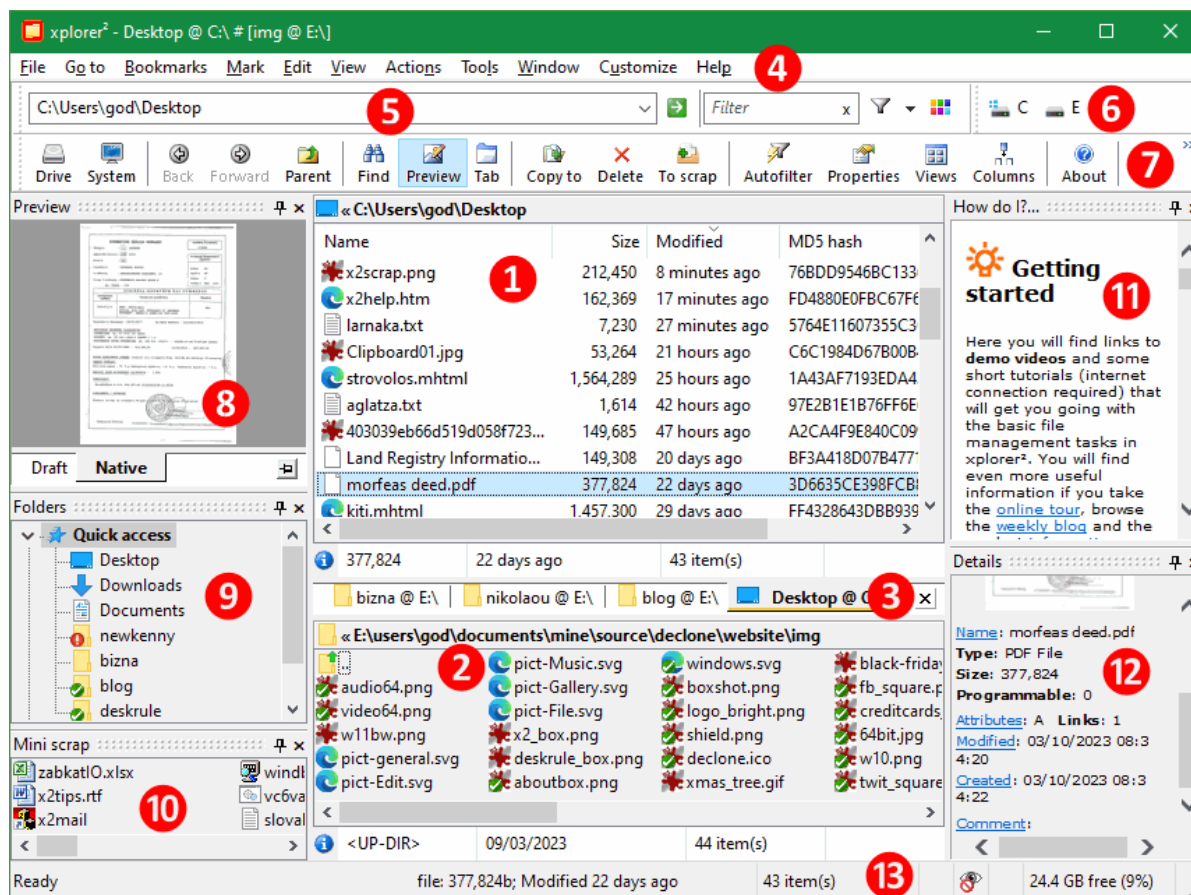 xplorer² - Desktop @ C:\ # [img @ E:\]
File Go to Bookmarks Mark Edit View Actions Tools Window Customize Help 4
C:\Users\god\Desktop 5 Filter x C E 6
Drive System Back Forward Parent Find Preview Tab Copy to Delete To scrap Autofilter Properties Views Columns About 7
Preview
8
Draft Native
Folders
Quick access
Desktop
Downloads
Documents
9
newkenny
bizna
blog
deskrule
Mini scrap
zabkatIO.xlsx windb
x2tips.rtf vc6va
x2mail sloval
10
« C:\Users\god\Desktop
Name Size Modified MD5 hash
1
x2scrap.png 212,450 8 minutes ago 76BDD9546BC133
x2help.htm 162,369 17 minutes ago FD4880E0FBC67F6
larnaka.txt 7,230 27 minutes ago 5764E11607355C3
Clipboard01.jpg 53,264 21 hours ago C6C1984D67B00B
strovolos.mhtml 1,564,289 25 hours ago 1A43AF7193EDA4
aglatza.txt 1,614 42 hours ago 97E2B1E1B76FF6E
403039eb66d519d058f723... 149,685 47 hours ago A2CA4F9E840C09
Land Registry Informatio... 149,308 20 days ago BF3A418D07B4771
morfeas deed.pdf 377,824 22 days ago 3D6635CE398FCB
kiti.mhtml 1,457,300 29 days ago FF4328643DBB939
377,824 22 days ago 43 item(s)
bizna @ E:\ nikolaou @ E:\ blog @ E:\ Desktop @ C 3
« E:\users\god\documents\mine\source\declone\website\img
2
.. pict-Music.svg windows.svg black-friday
audio64.png pict-Gallery.svg boxshot.png fb_square.p
video64.png pict-File.svg logo_bright.png creditcards
w11bw.png x2_box.png shield.png 64bit.jpg
pict-general.svg deskrule_box.png declone.ico w10.png
pict-Edit.svg aboutbox.png xmas_tree.gif twit_square
<UP-DIR> 09/03/2023 44 item(s)
How do I?...
Getting
started
11
Here you will find links to
demo videos and some
short tutorials (internet
connection required) that
will get you going with
the basic file
management tasks in
xplorer². You will find
even more useful
information if you take
the online tour, browse
the weekly blog and the
Details
Name: morfeas deed.pdf
Type: PDF File
Size: 377,824
12
Programmable: 0
Attributes: A Links: 1
Modified: 03/10/2023 08:3
4:20
Created: 03/10/2023 08:3
4:22
Comment:
Ready file: 377,824b; Modified 22 days ago 43 item(s) 13 24.4 GB free (9%)